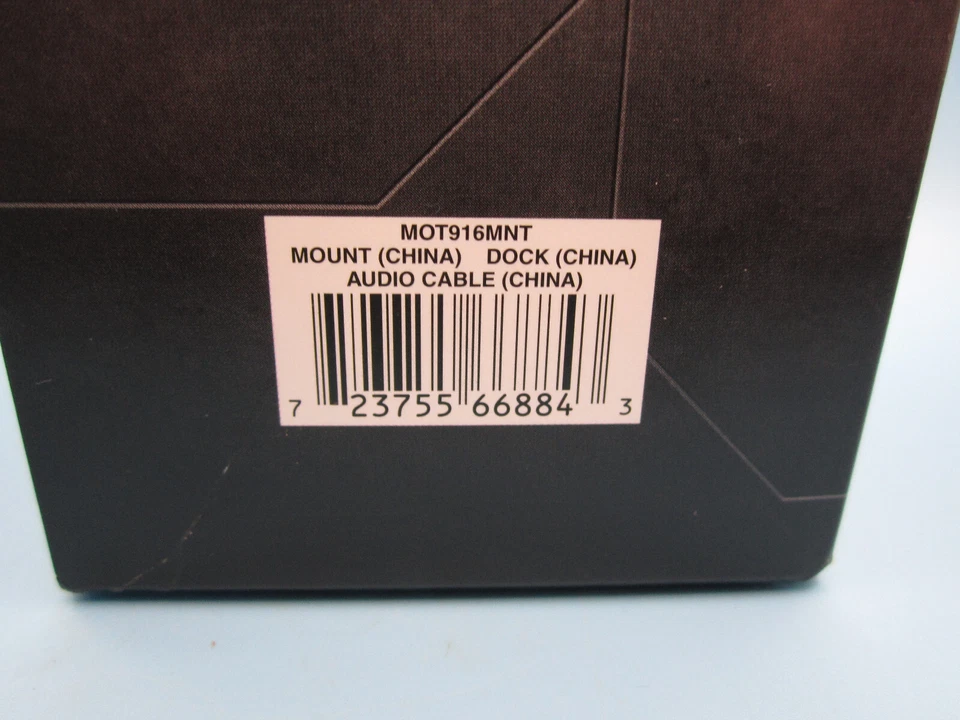 MOT916MNT
MOUNT (CHINA) DOCK (CHINA)
AUDIO CABLE (CHINA)
7 23755 66884 3